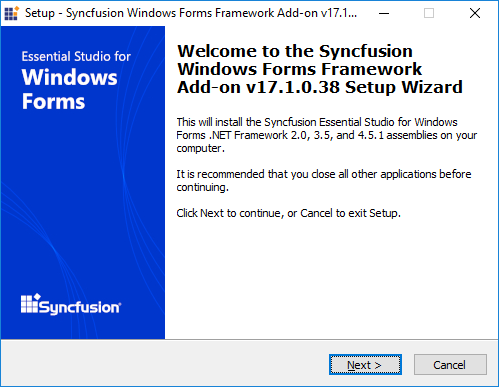 Setup - Syncfusion Windows Forms Framework Add-on v17.1...
Essential Studio for
Windows
Forms
Syncfusion®
Welcome to the Syncfusion
Windows Forms Framework
Add-on v17.1.0.38 Setup Wizard
This will install the Syncfusion Essential Studio for Windows
Forms .NET Framework 2.0, 3.5, and 4.5.1 assemblies on your
computer.
It is recommended that you close all other applications before
continuing.
Click Next to continue, or Cancel to exit Setup.
Next >
Cancel